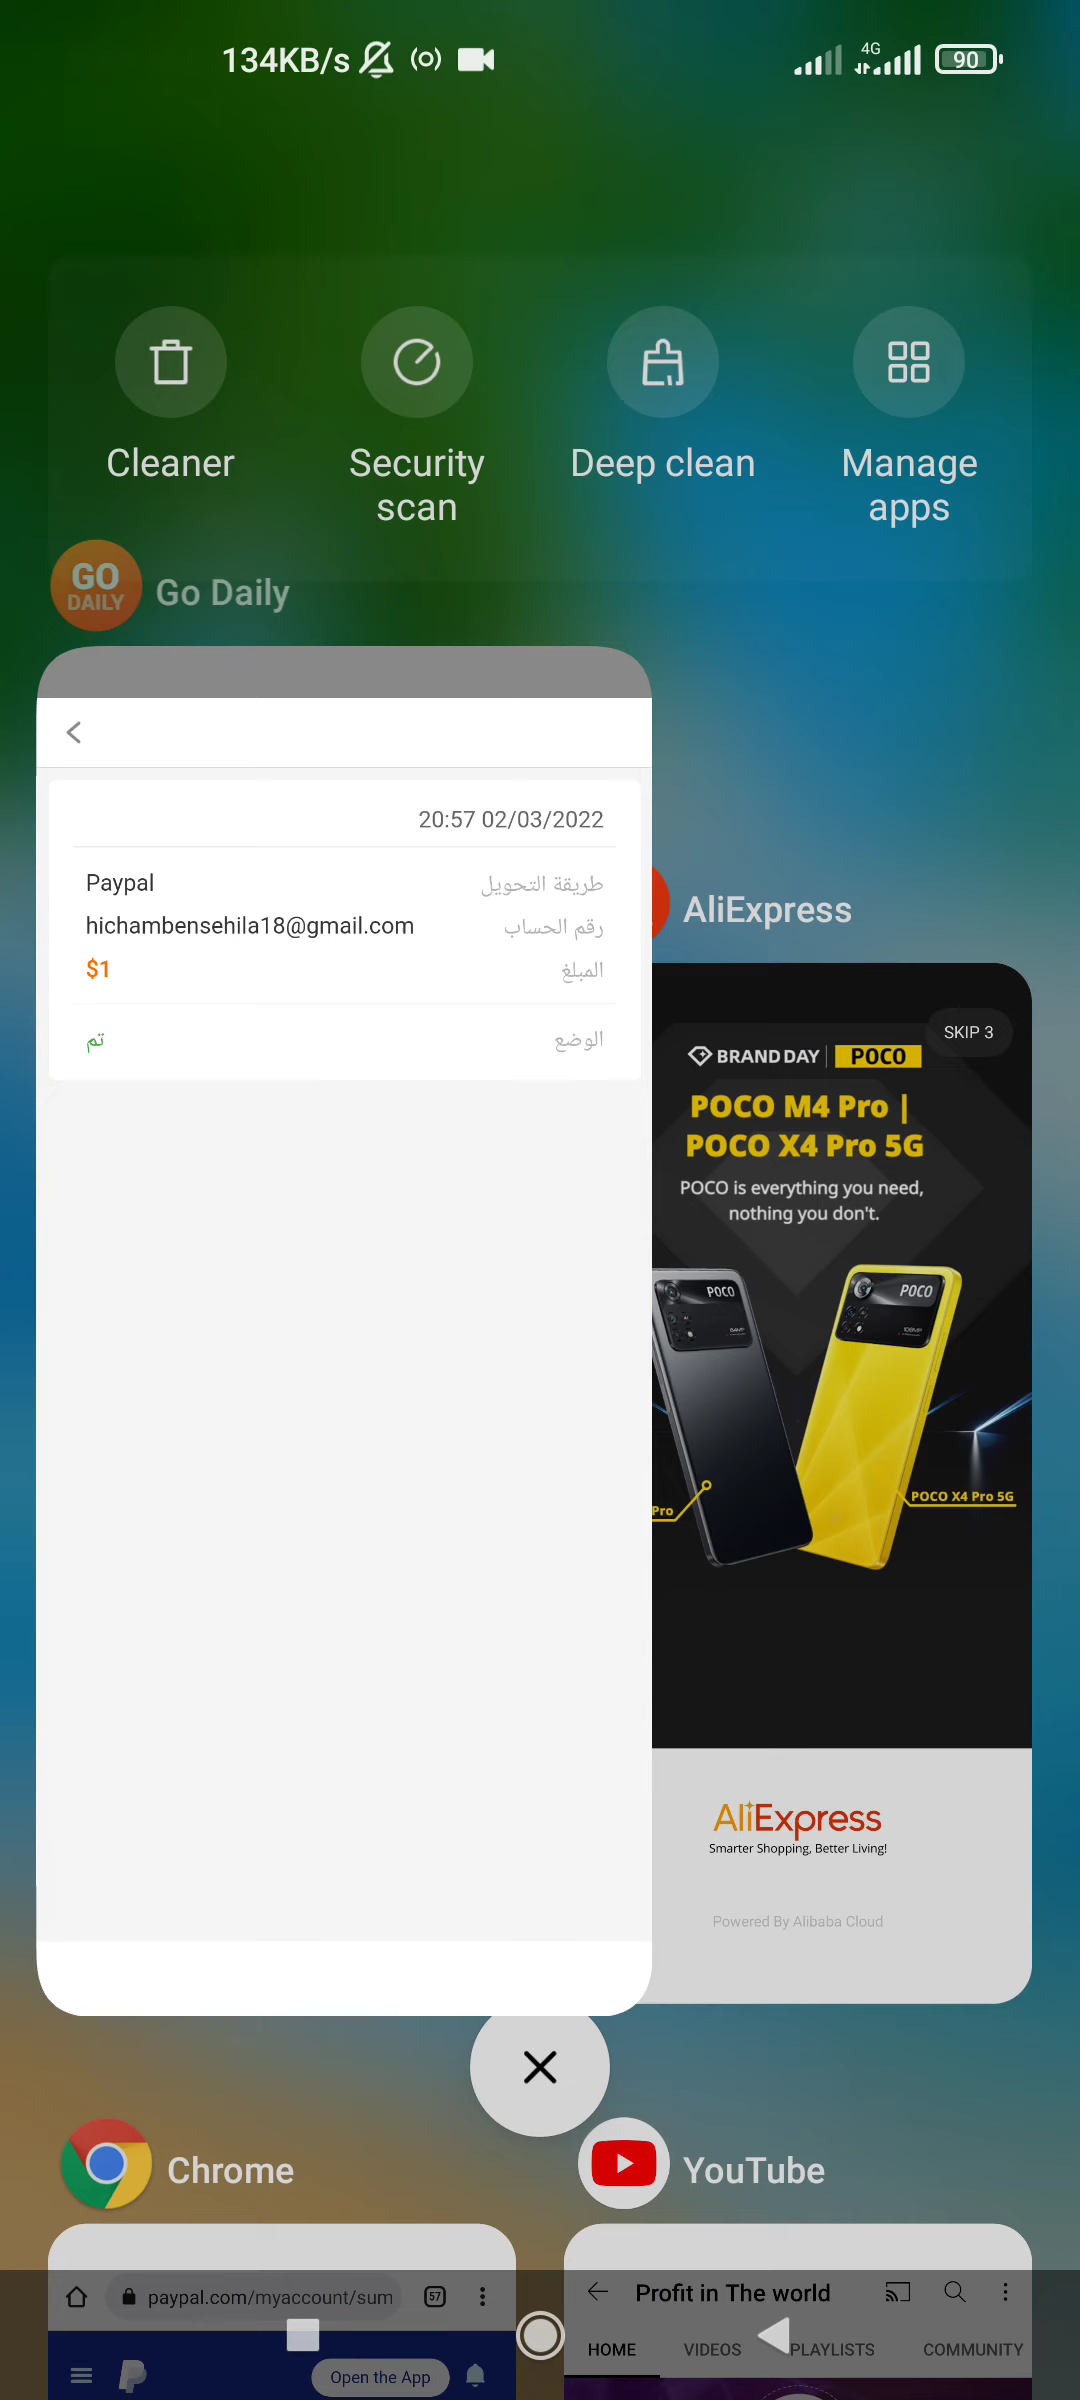 134KB/s 4G 90
Cleaner
Security
scan
Deep clean
Manage
apps
GO
DAILY
Go Daily
20:57 02/03/2022
Paypal طريقة التحويل
hichambensehila18@gmail.com رقم الحساب
$1 المبلغ
تم الوضع
AliExpress
SKIP 3
BRAND DAY POCO
POCO M4 Pro |
POCO X4 Pro 5G
POCO is everything you need,
nothing you don't.
POCO
POCO
Pro
POCO X4 Pro 5G
AliExpress
Smarter Shopping, Better Living!
Powered By Alibaba Cloud
Chrome
YouTube
paypal.com/myaccount/sum 57
Open the App
Profit in The world
HOME VIDEOS PLAYLISTS COMMUNITY